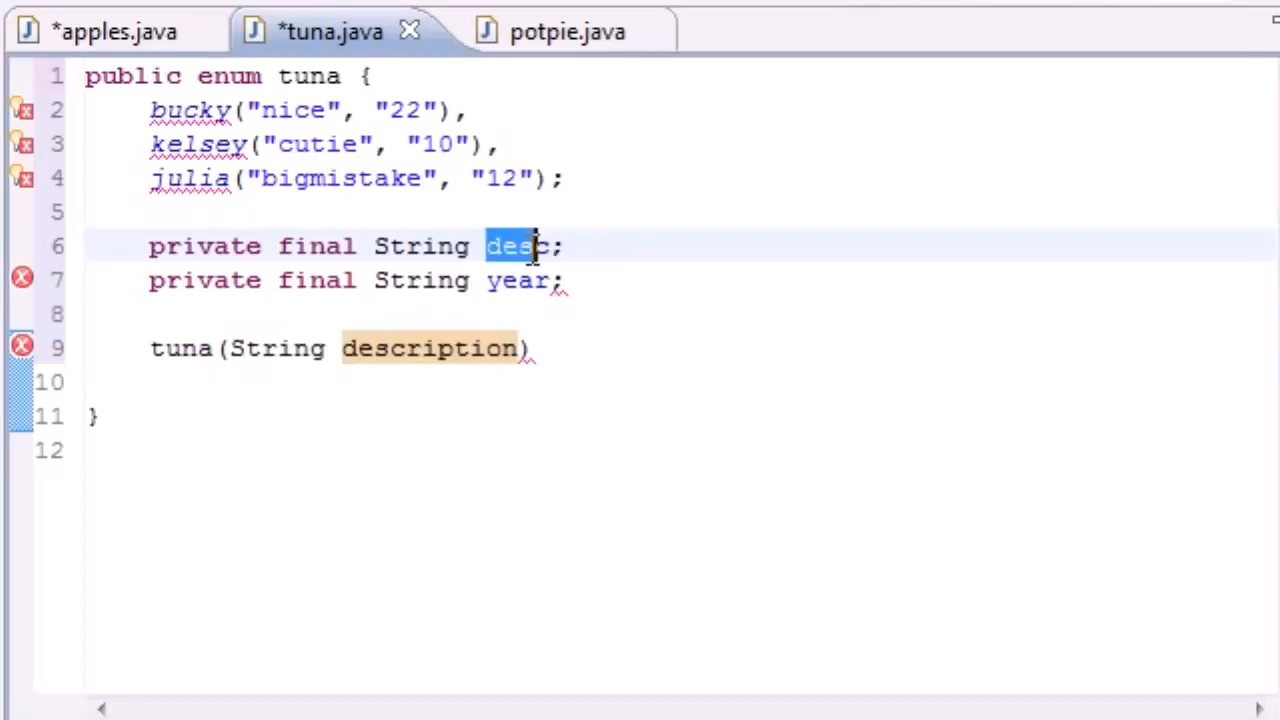 *apples.java
*tuna.java
potpie.java
1 public enum tuna {
2 bucky("nice", "22"),
3 kelsey("cutie", "10"),
4 julia("bigmistake", "12");
5
6 private final String desc;
7 private final String year;
8
9 tuna(String description)
10
11 }
12